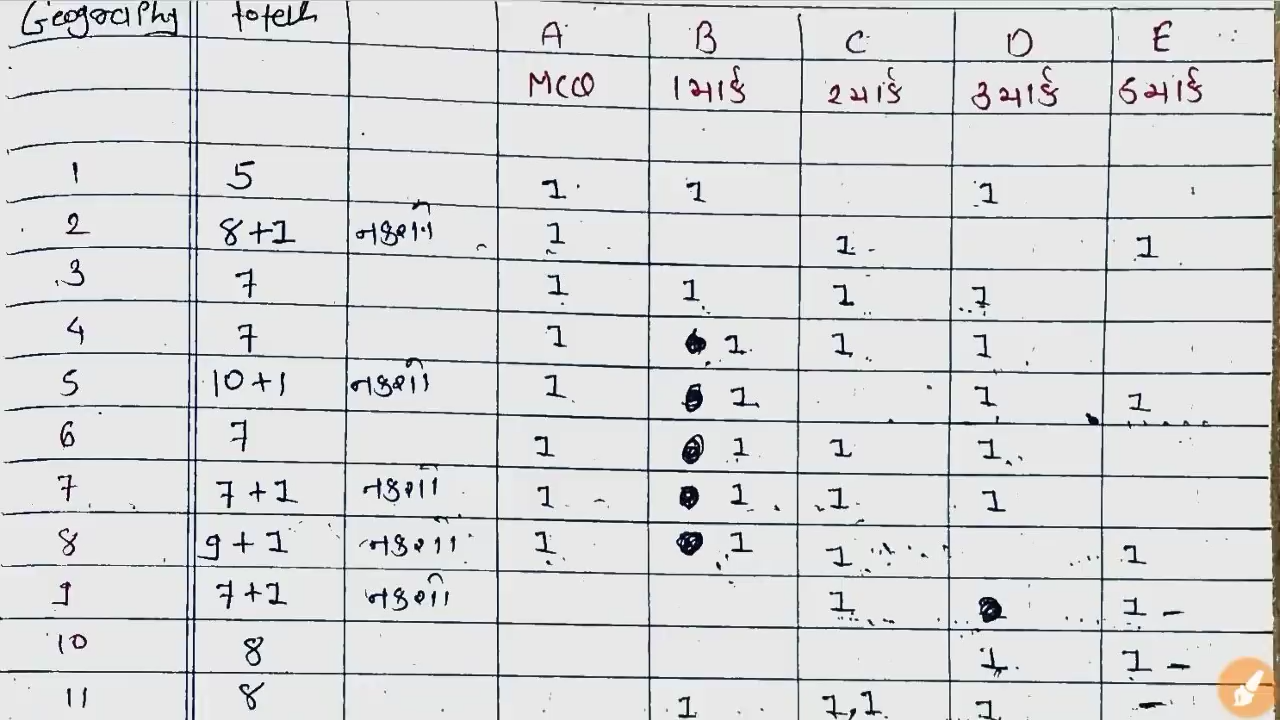 Geography total
A B C D E
MCQ 1માર્ક 2માર્ક 3માર્ક 5માર્ક
1 5 1 1 1
2 8+1 નકશો 1 1 1
3 7 1 1 1 1
4 7 1 1 1 1
5 10+1 નકશો 1 1 1 1
6 7 1 1 1 1
7 7+1 નકશો 1 1 1 1
8 9+1 નકશો 1 1 1 1
9 7+1 નકશો 1 1 -
10 8 1 1 -
11 8 1 1,1 1 -